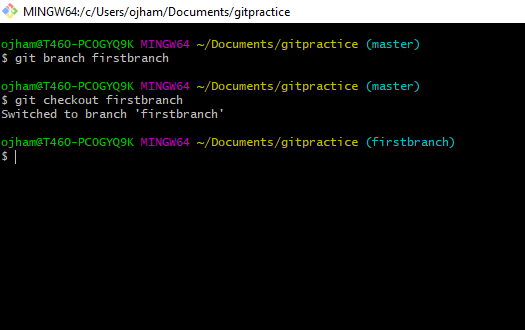 MINGW64:/c/Users/ojham/Documents/gitpractice
ojham@T460-PC0GYQ9K MINGW64 ~/Documents/gitpractice (master)
$ git branch firstbranch
ojham@T460-PC0GYQ9K MINGW64 ~/Documents/gitpractice (master)
$ git checkout firstbranch
Switched to branch 'firstbranch'
ojham@T460-PC0GYQ9K MINGW64 ~/Documents/gitpractice (firstbranch)
$